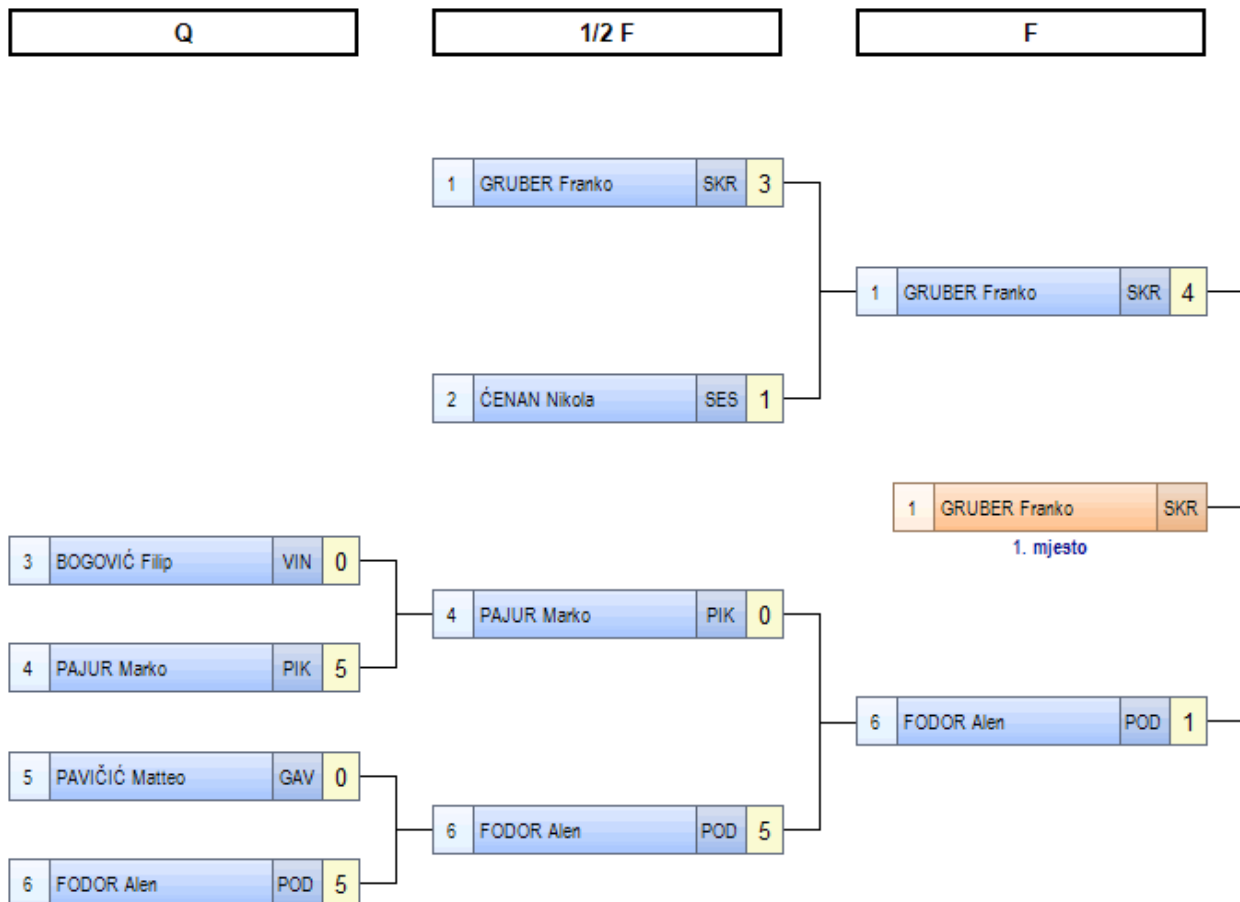 Q 1/2 F F
1 GRUBER Franko SKR 3
1 GRUBER Franko SKR 4
2 ĆENAN Nikola SES 1
1 GRUBER Franko SKR
1. mjesto
3 BOGOVIĆ Filip VIN 0
4 PAJUR Marko PIK 0
4 PAJUR Marko PIK 5
6 FODOR Alen POD 1
5 PAVIČIĆ Matteo GAV 0
6 FODOR Alen POD 5
6 FODOR Alen POD 5